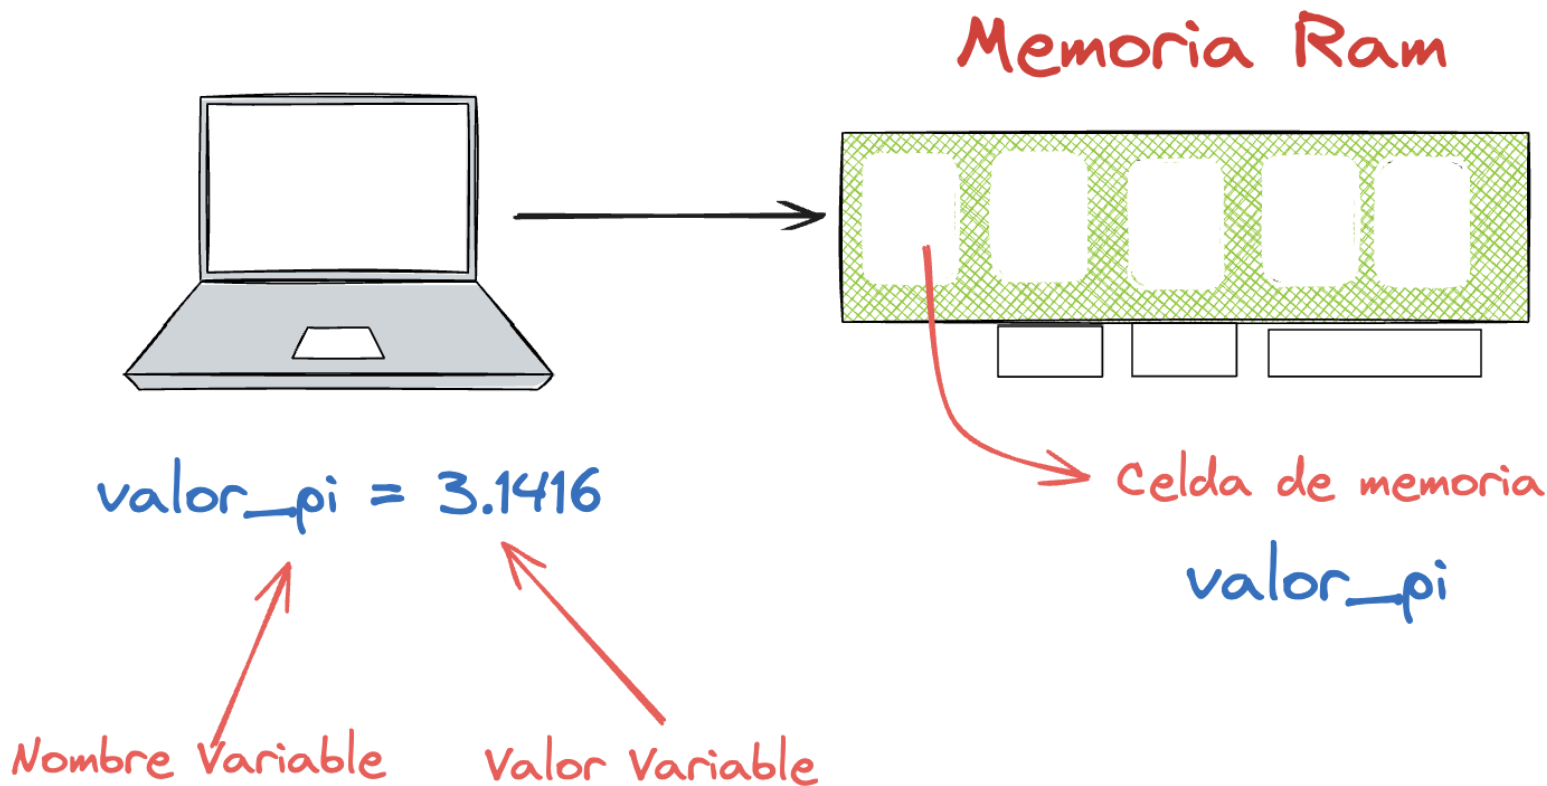 Memoria Ram
valor_pi = 3.1416
Celda de memoria
valor_pi
Nombre Variable
Valor Variable